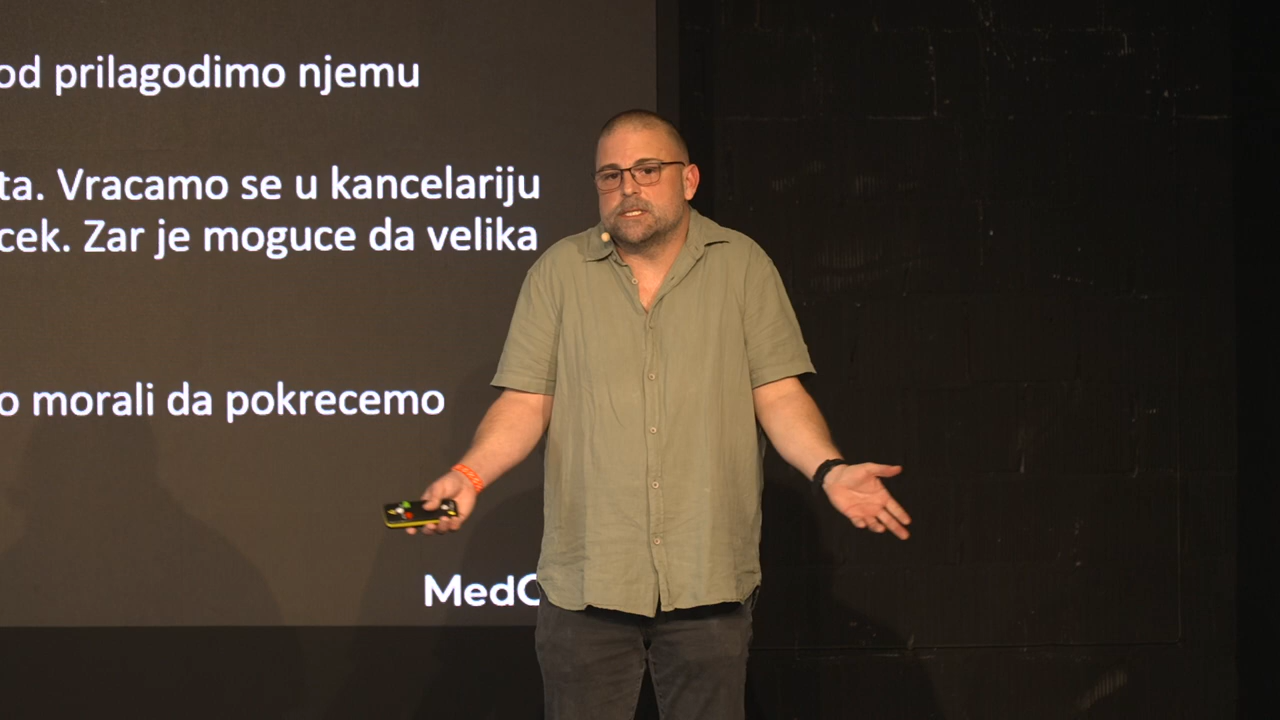 od prilagodimo njemu
ta. Vracamo se u kancelariju
cek. Zar je moguce da velika
o morali da pokrecemo
MedC